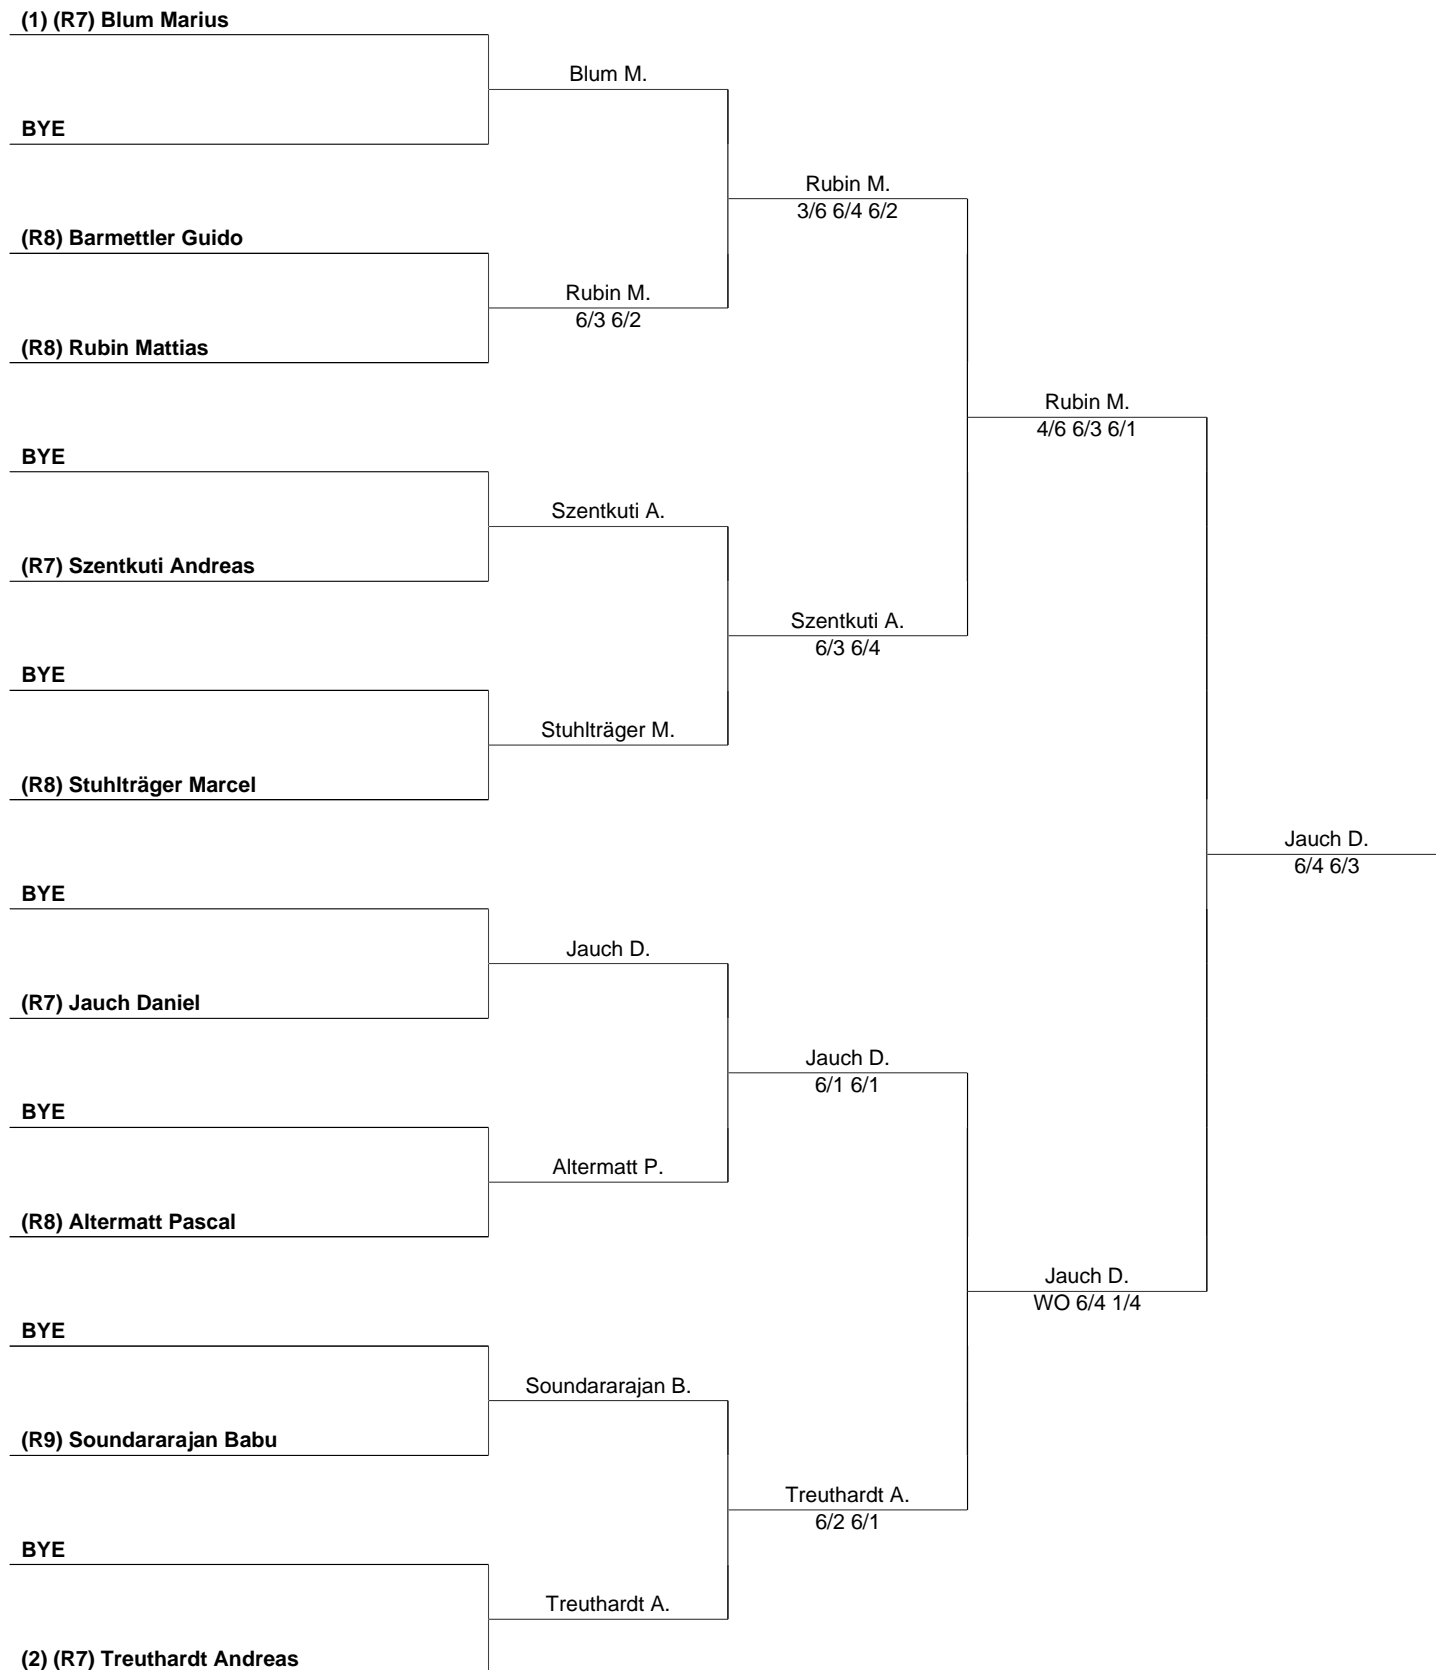 (1) (R7) Blum Marius
Blum M.
BYE
Rubin M.
3/6 6/4 6/2
(R8) Barmettler Guido
Rubin M.
6/3 6/2
(R8) Rubin Mattias
Rubin M.
4/6 6/3 6/1
BYE
Szentkuti A.
(R7) Szentkuti Andreas
Szentkuti A.
6/3 6/4
BYE
Stuhlträger M.
(R8) Stuhlträger Marcel
Jauch D.
6/4 6/3
BYE
Jauch D.
(R7) Jauch Daniel
Jauch D.
6/1 6/1
BYE
Altermatt P.
(R8) Altermatt Pascal
Jauch D.
WO 6/4 1/4
BYE
Soundararajan B.
(R9) Soundararajan Babu
Treuthardt A.
6/2 6/1
BYE
Treuthardt A.
(2) (R7) Treuthardt Andreas